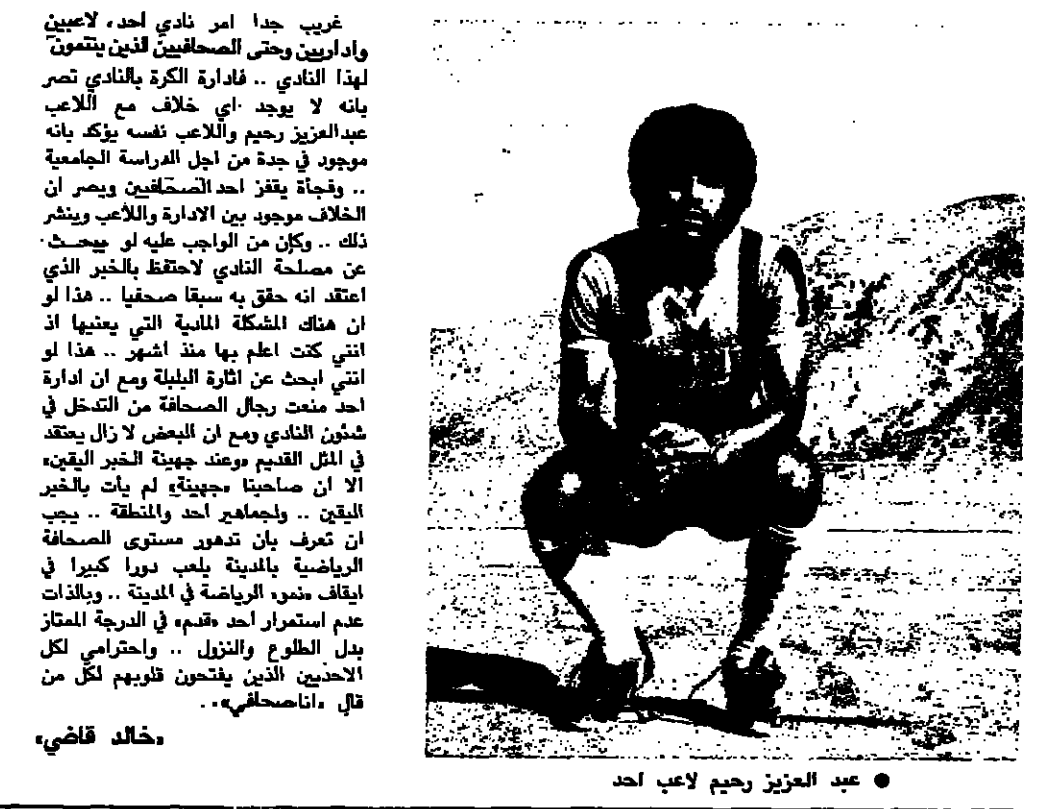 غريب جدا امر نادي احد، لاعبين
واداريين وحتى الصحافيين الذين ينتمون
لهذا النادي .. فادارة الكرة بالنادي تصر
بانه لا يوجد اي خلاف مع اللاعب
عبدالعزيز رحيم واللاعب نفسه يؤكد بانه
موجود في جدة من اجل الدراسة الجامعية
.. وفجأة يقفز احد الصحافيين ويصر ان
الخلاف موجود بين الادارة واللاعب وينشر
ذلك .. وكان من الواجب عليه لو يبحث
عن مصلحة النادي لاحتفظ بالخبر الذي
اعتقد انه حقق به سبقا صحفيا .. هذا لو
ان هناك المشكلة المادية التي يعنيها اذ
انني كنت اعلم بها منذ اشهر .. هذا لو
انني ابحث عن اثارة البلبلة ومع ان ادارة
احد منعت رجال الصحافة من التدخل في
شئون النادي ومع ان البعض لا زال يعتقد
في المثل القديم «وعند جهينة الخبر اليقين»
الا ان صاحبنا «جهينة» لم يأت بالخبر
اليقين .. ولجماهير احد والمنطقة .. يجب
ان تعرف بان تدهور مستوى الصحافة
الرياضية بالمدينة يلعب دورا كبيرا في
ايقاف «نمو» الرياضة في المدينة .. وبالذات
عدم استمرار احد «قدم» في الدرجة الممتاز
بدل الطلوع والنزول .. واحترامي لكل
الاحديين الذين يفتحون قلوبهم لكل من
قال «اناصحافي» .
«خالد قاضي»
● عبد العزيز رحيم لاعب احد